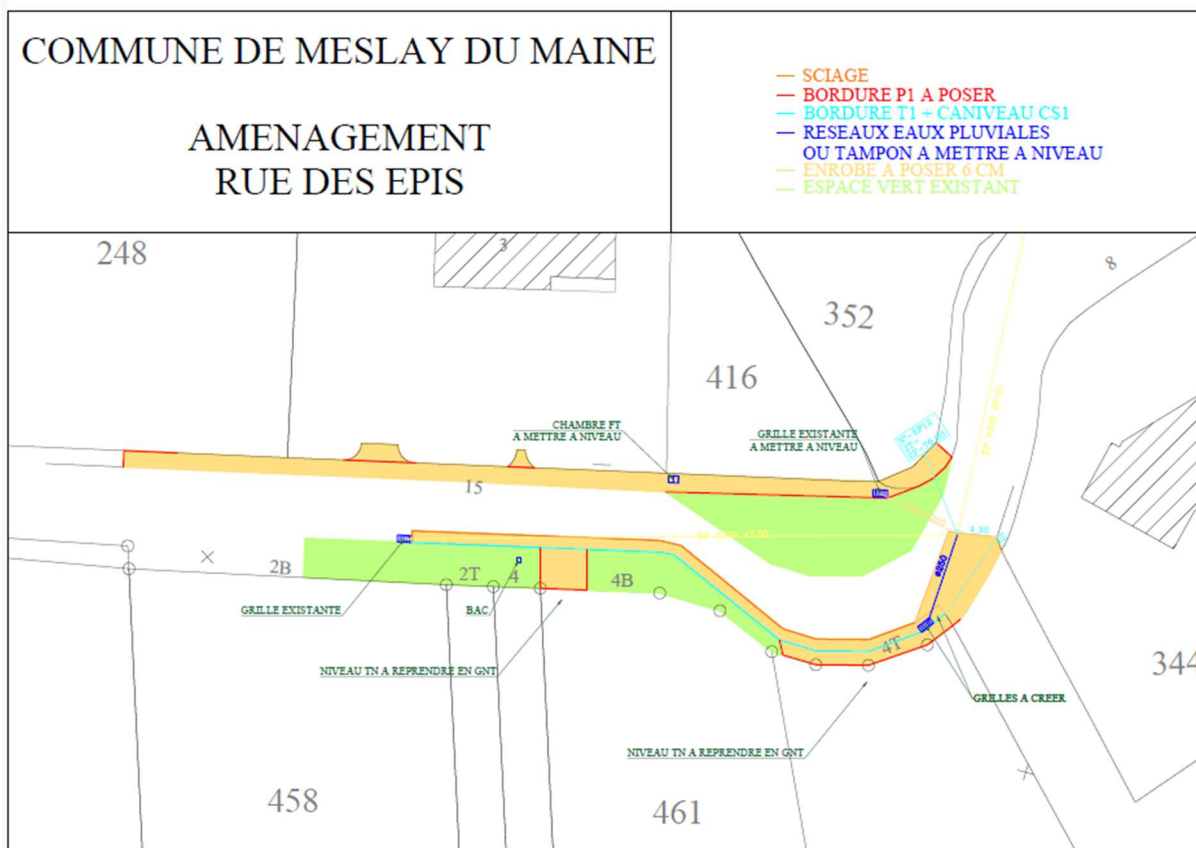 COMMUNE DE MESLAY DU MAINE
AMENAGEMENT
RUE DES EPIS
SCIAGE
BORDURE P1 A POSER
BORDURE T1 + CANIVEAU CS1
RESEAUX EAUX PLUVIALES
OU TAMPON A METTRE A NIVEAU
ENROBE A POSER 6 CM
ESPACE VERT EXISTANT
248
3
8
352
416
CHAMBRE FT
A METTRE A NIVEAU
GRILLE EXISTANTE
A METTRE A NIVEAU
15
4.30
ø250
2B
2T
4
4B
GRILLE EXISTANTE
BAC
4T
NIVEAU TN A REPRENDRE EN GNT
344
GRILLES A CREER
NIVEAU TN A REPRENDRE EN GNT
458
461